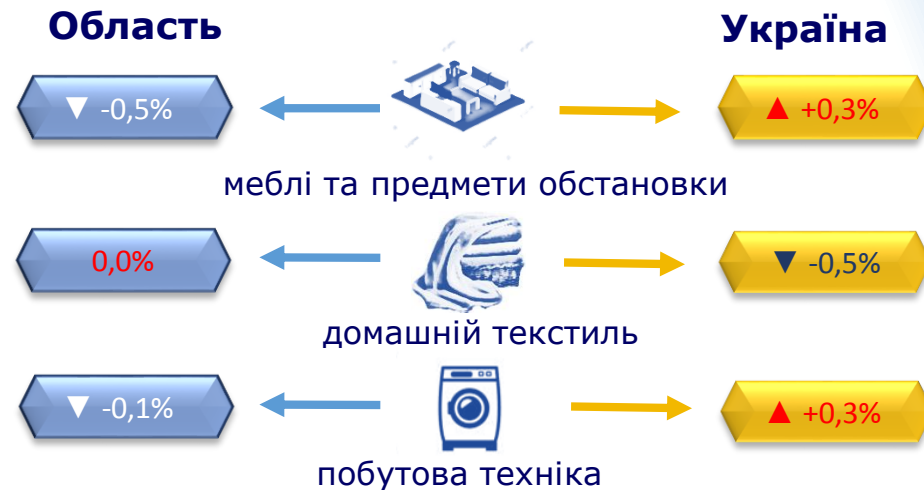 Область
Україна
▼ -0,5%
▲ +0,3%
меблі та предмети обстановки
0,0%
▼ -0,5%
домашній текстиль
▼ -0,1%
▲ +0,3%
побутова техніка